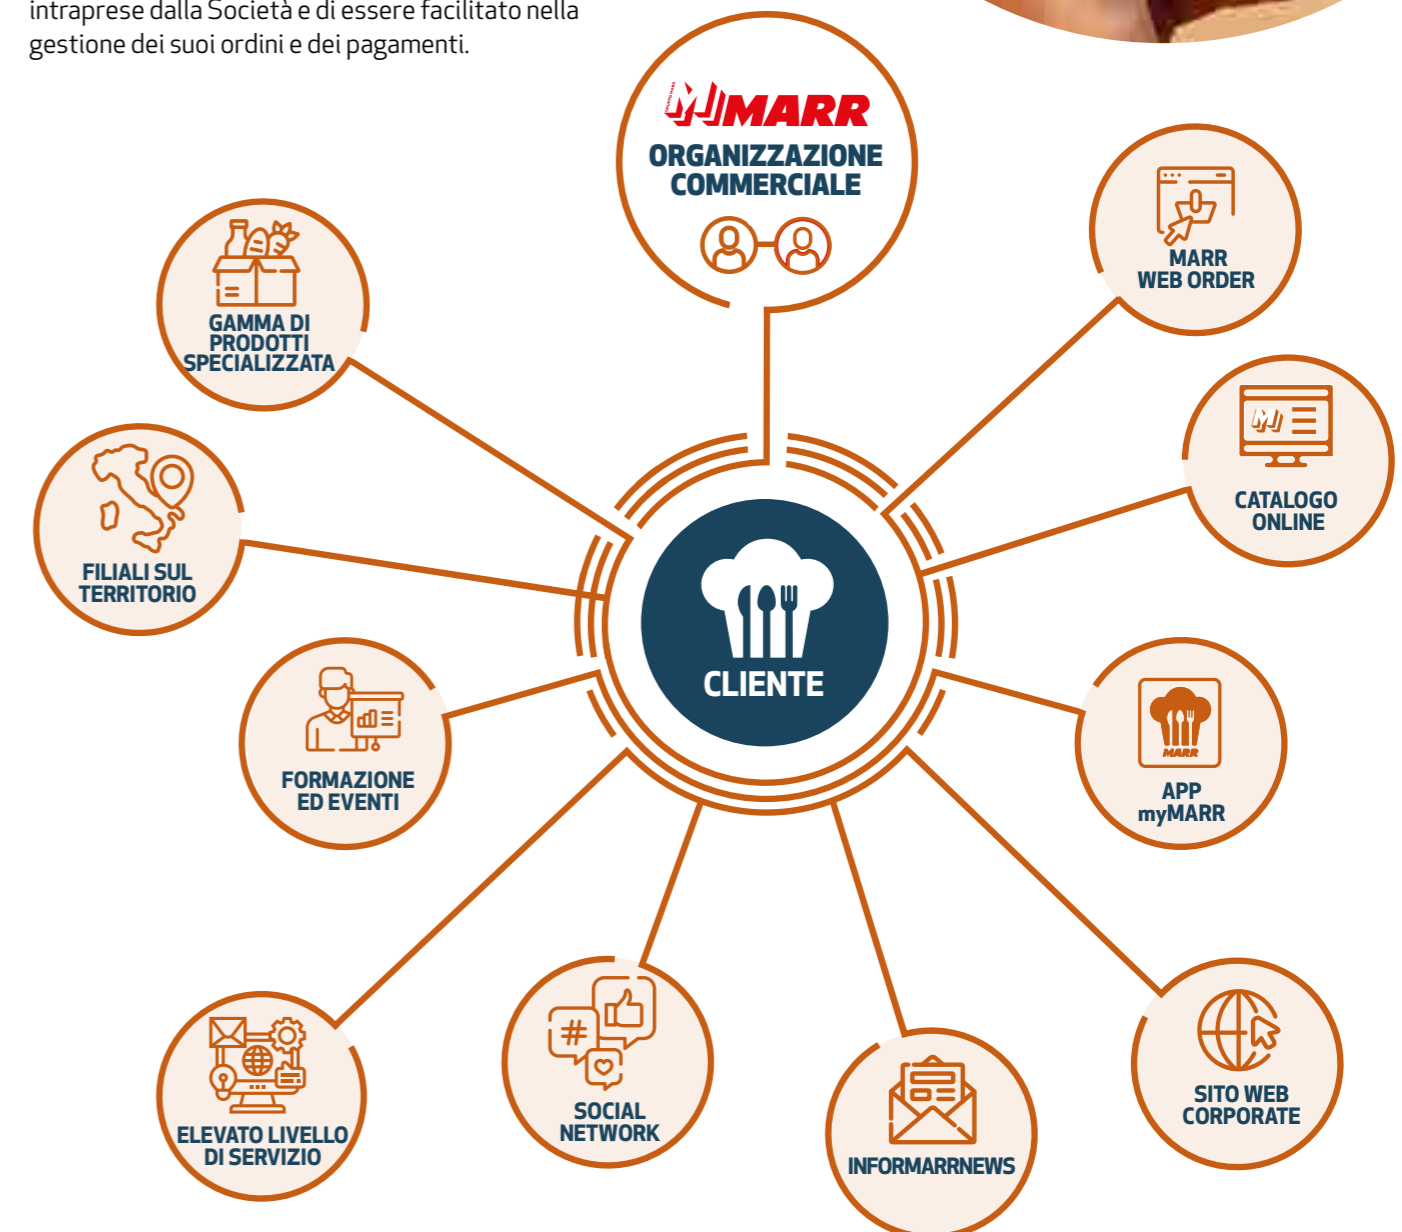 intraprese dalla Società e di essere facilitato nella
gestione dei suoi ordini e dei pagamenti.
MARR
ORGANIZZAZIONE
COMMERCIALE
MARR
WEB ORDER
GAMMA DI
PRODOTTI
SPECIALIZZATA
CATALOGO
ONLINE
FILIALI SUL
TERRITORIO
CLIENTE
FORMAZIONE
ED EVENTI
MARR
APP
myMARR
#
SOCIAL
NETWORK
SITO WEB
CORPORATE
ELEVATO LIVELLO
DI SERVIZIO
INFORMARRNEWS